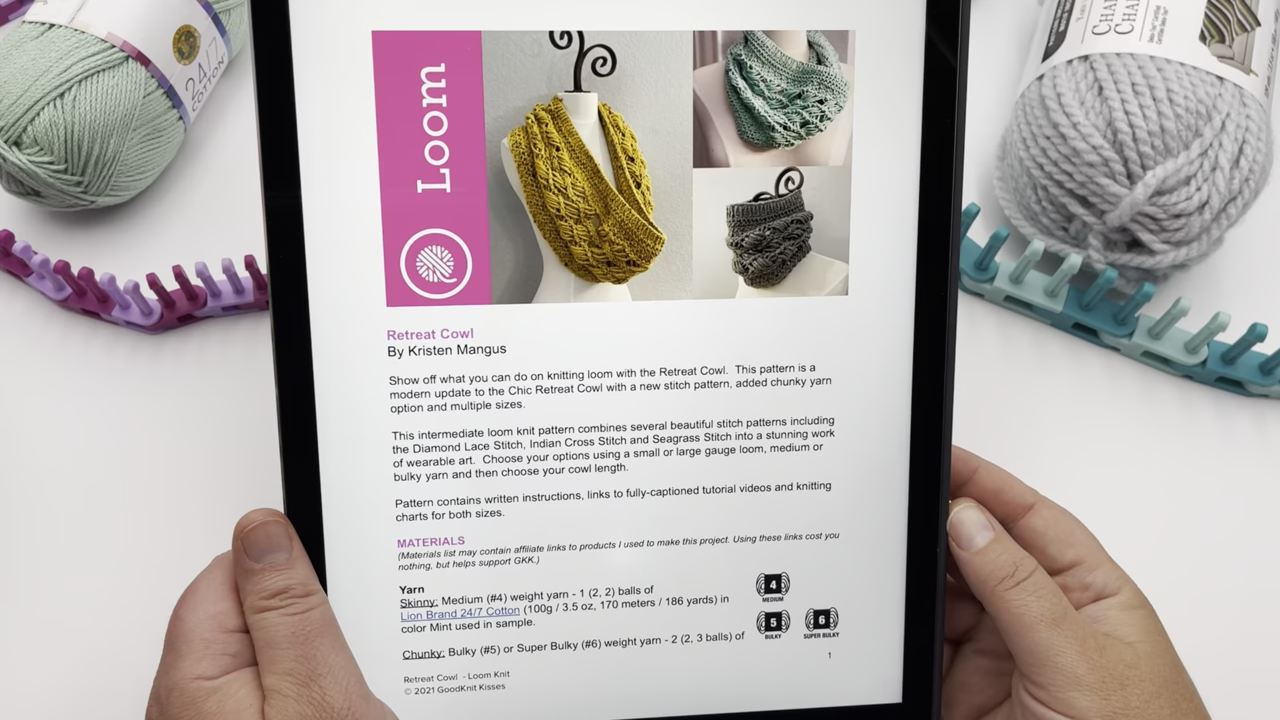 24/7
COTTON
CHA
CHA
Loom
Retreat Cowl
By Kristen Mangus
Show off what you can do on knitting loom with the Retreat Cowl. This pattern is a
modern update to the Chic Retreat Cowl with a new stitch pattern, added chunky yarn
option and multiple sizes.
This intermediate loom knit pattern combines several beautiful stitch patterns including
the Diamond Lace Stitch, Indian Cross Stitch and Seagrass Stitch into a stunning work
of wearable art. Choose your options using a small or large gauge loom, medium or
bulky yarn and then choose your cowl length.
Pattern contains written instructions, links to fully-captioned tutorial videos and knitting
charts for both sizes.
MATERIALS
(Materials list may contain affiliate links to products I used to make this project. Using these links cost you
nothing, but helps support GKK.)
Yarn
Skinny: Medium (#4) weight yarn - 1 (2, 2) balls of
Lion Brand 24/7 Cotton (100g / 3.5 oz, 170 meters / 186 yards) in
color Mint used in sample.
4
MEDIUM
5
BULKY
6
SUPER BULKY
Chunky: Bulky (#5) or Super Bulky (#6) weight yarn - 2 (2, 3 balls) of
1
Retreat Cowl - Loom Knit
© 2021 GoodKnit Kisses